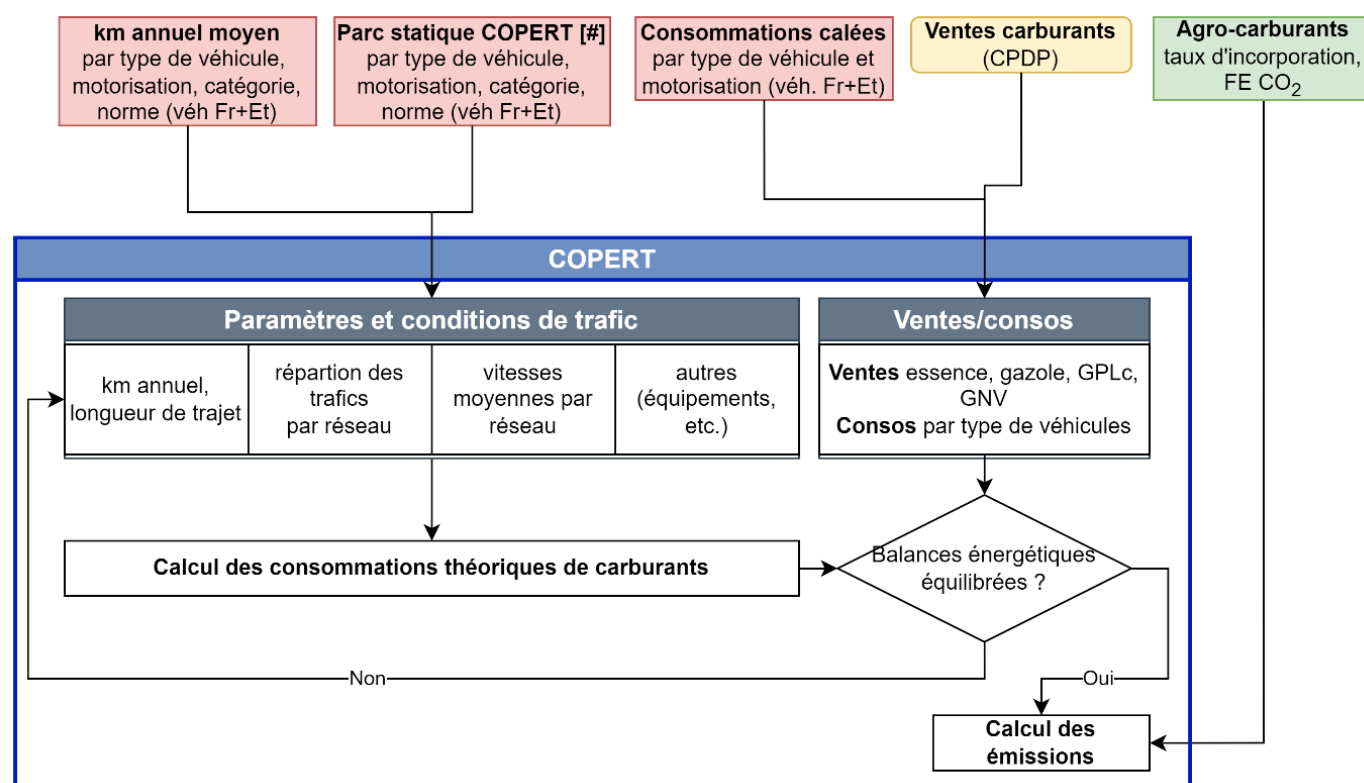 km annuel moyen
par type de véhicule,
motorisation, catégorie,
norme (véh Fr+Et)
Parc statique COPERT [#]
par type de véhicule,
motorisation, catégorie,
norme (véh Fr+Et)
Consommations calées
par type de véhicule et
motorisation (véh. Fr+Et)
Ventes carburants
(CPDP)
Agro-carburants
taux d'incorporation,
FE CO2
COPERT
Paramètres et conditions de trafic
km annuel,
longueur de trajet
répartion des
trafics
par réseau
vitesses
moyennes par
réseau
autres
(équipements,
etc.)
Ventes/consos
Ventes essence, gazole, GPLc,
GNV
Consos par type de véhicules
Calcul des consommations théoriques de carburants
Balances énergétiques
équilibrées ?
Non
Oui
Calcul des
émissions